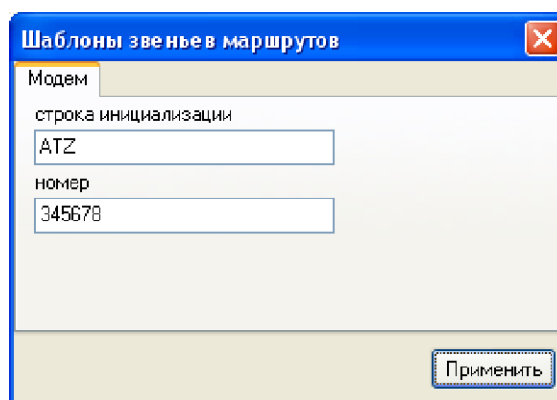 Шаблоны звеньев маршрутов
Модем
строка инициализации
ATZ
номер
345678
Применить